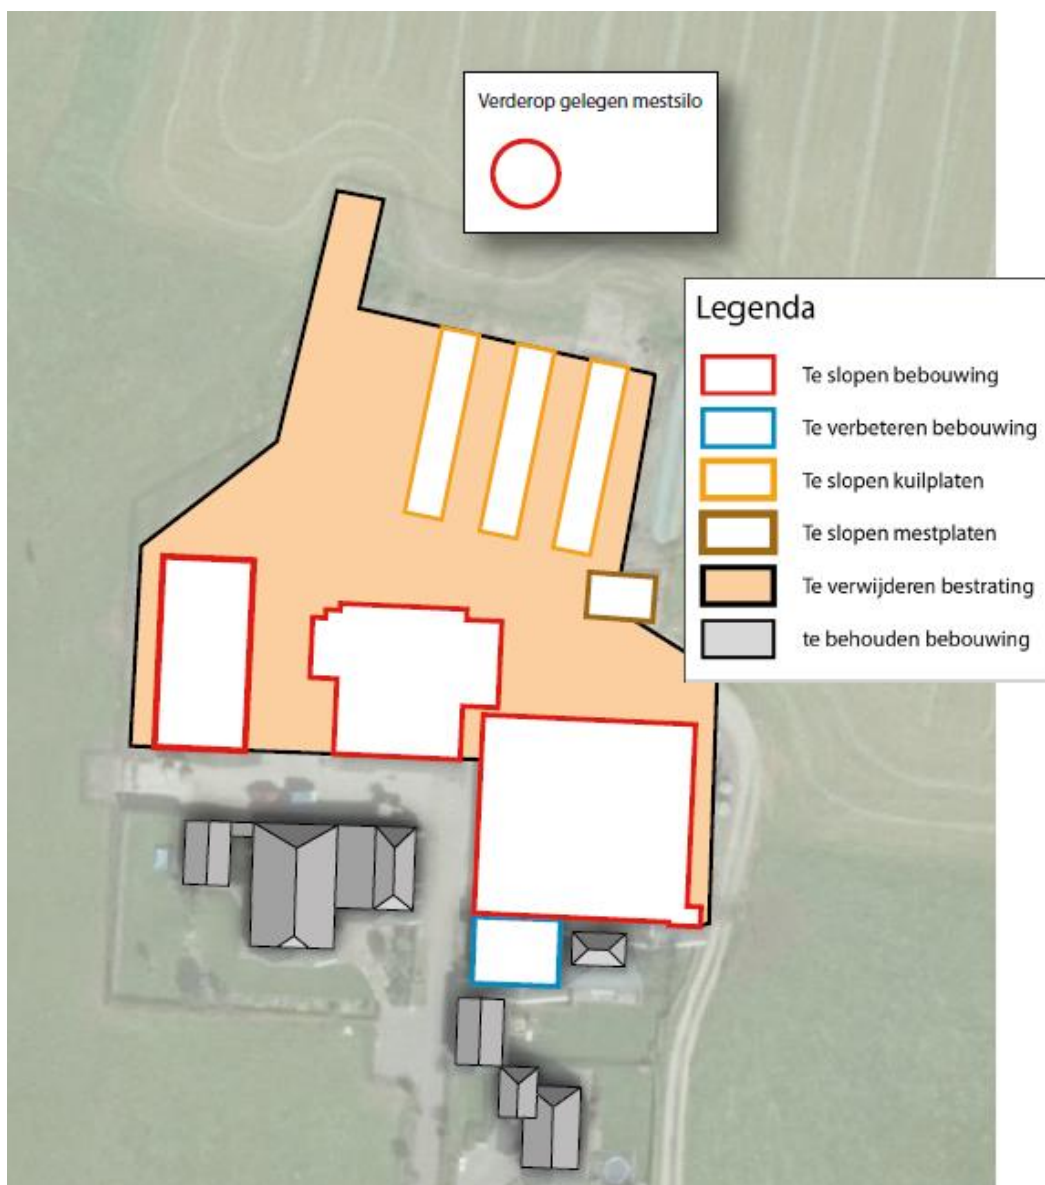 Verderop gelegen mestsilo
Legenda
Te slopen bebouwing
Te verbeteren bebouwing
Te slopen kuilplaten
Te slopen mestplaten
Te verwijderen bestrating
te behouden bebouwing